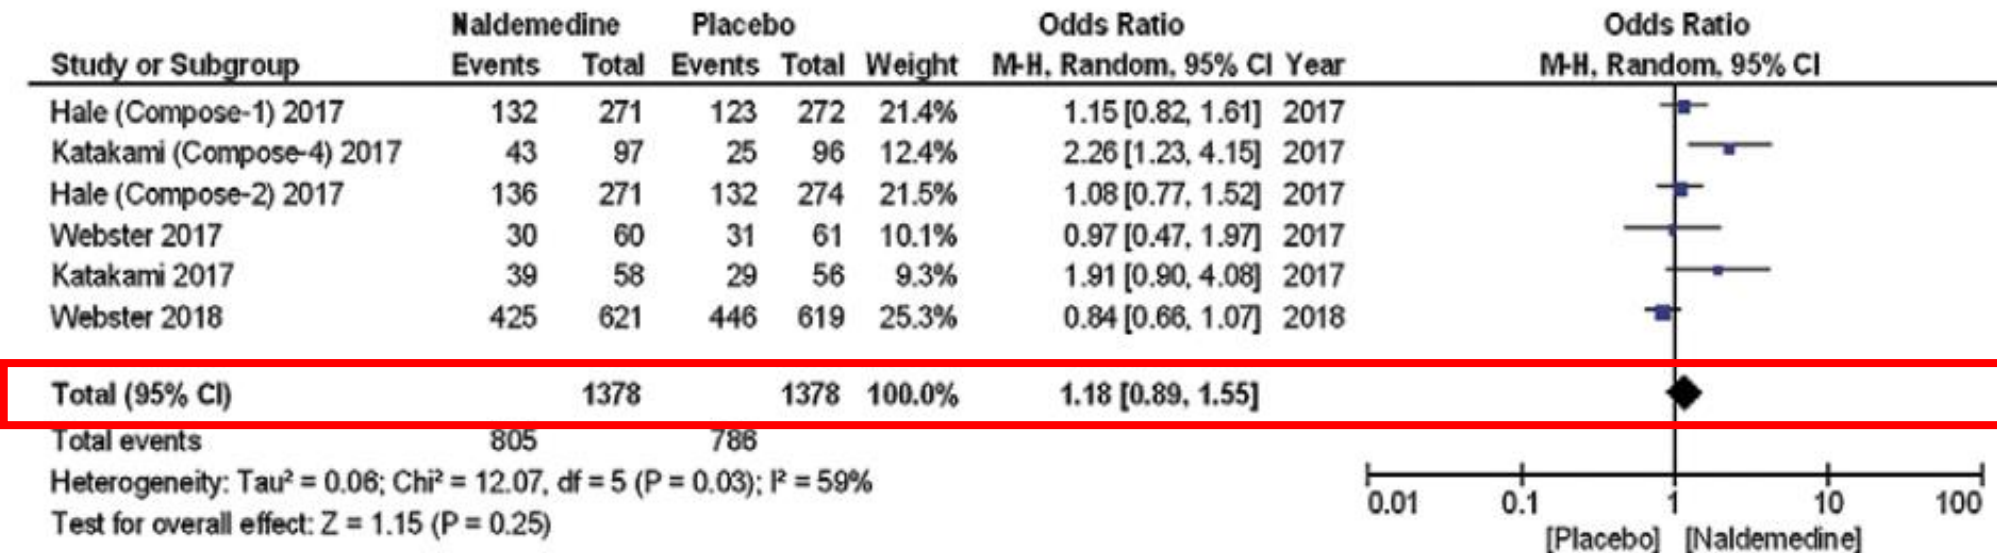 Naldemedine Placebo Odds Ratio Odds Ratio
Study or Subgroup Events Total Events Total Weight M-H, Random, 95% CI Year M-H, Random, 95% CI
Hale (Compose-1) 2017 132 271 123 272 21.4% 1.15 [0.82, 1.61] 2017
Katakami (Compose-4) 2017 43 97 25 96 12.4% 2.26 [1.23, 4.15] 2017
Hale (Compose-2) 2017 136 271 132 274 21.5% 1.08 [0.77, 1.52] 2017
Webster 2017 30 60 31 61 10.1% 0.97 [0.47, 1.97] 2017
Katakami 2017 39 58 29 56 9.3% 1.91 [0.90, 4.08] 2017
Webster 2018 425 621 446 619 25.3% 0.84 [0.66, 1.07] 2018
Total (95% CI) 1378 1378 100.0% 1.18 [0.89, 1.55]
Total events 805 786
Heterogeneity: Tau² = 0.06; Chi² = 12.07, df = 5 (P = 0.03); I² = 59%
Test for overall effect: Z = 1.15 (P = 0.25)
0.01 0.1 1 10 100
[Placebo] [Naldemedine]